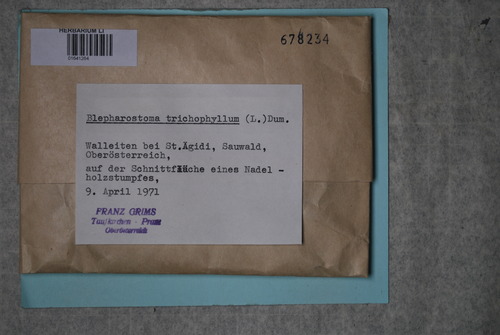 HERBARIUM LI
678234
Blepharostoma trichophyllum (L.)Dum.
Walleiten bei St.Ägidi, Sauwald,
Oberösterreich,
auf der Schnittfläche eines Nadel -
holzstumpfes,
9. April 1971
FRANZ GRIMS
Taufkirchen - Pram
Oberösterreich